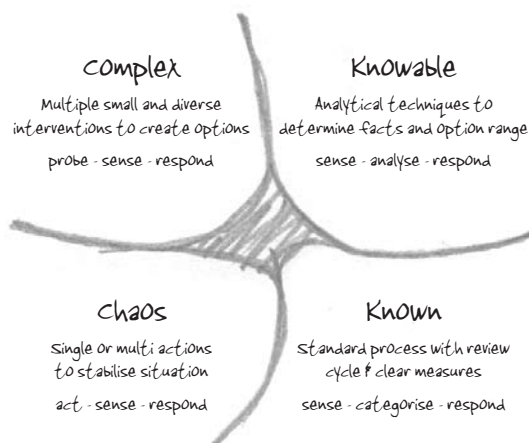 Complex
Multiple small and diverse
interventions to create options
probe - sense - respond
Knowable
Analytical techniques to
determine facts and option range
sense - analyse - respond
Chaos
Single or multi actions
to stabilise situation
act - sense - respond
Known
Standard process with review
cycle & clear measures
sense - categorise - respond